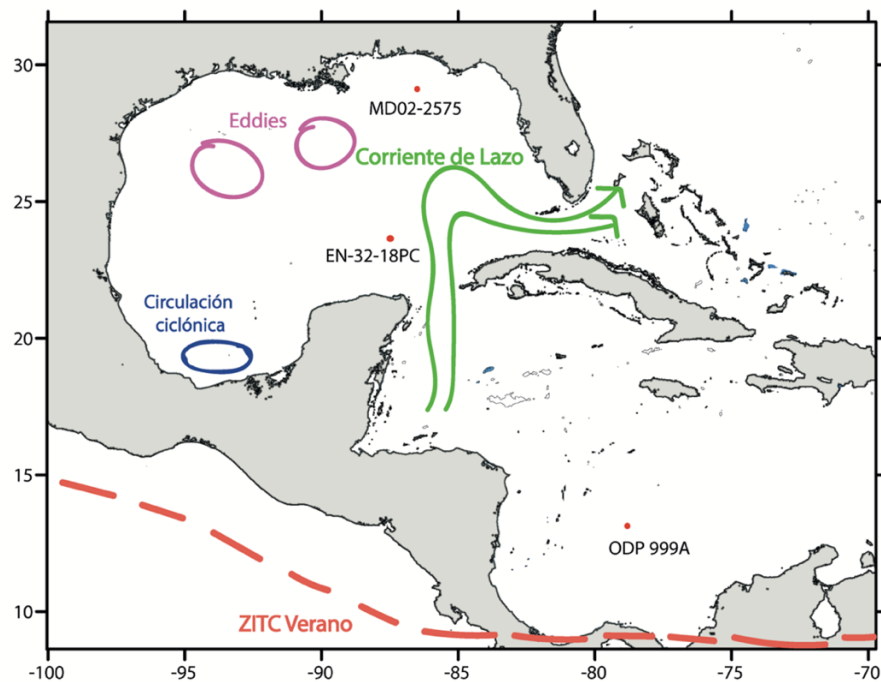 30
MD02-2575
Eddies
Corriente de Lazo
25
EN-32-18PC
Circulación
ciclónica
20
15
ODP 999A
10
ZITC Verano
-100
-95
-90
-85
-80
-75
-70